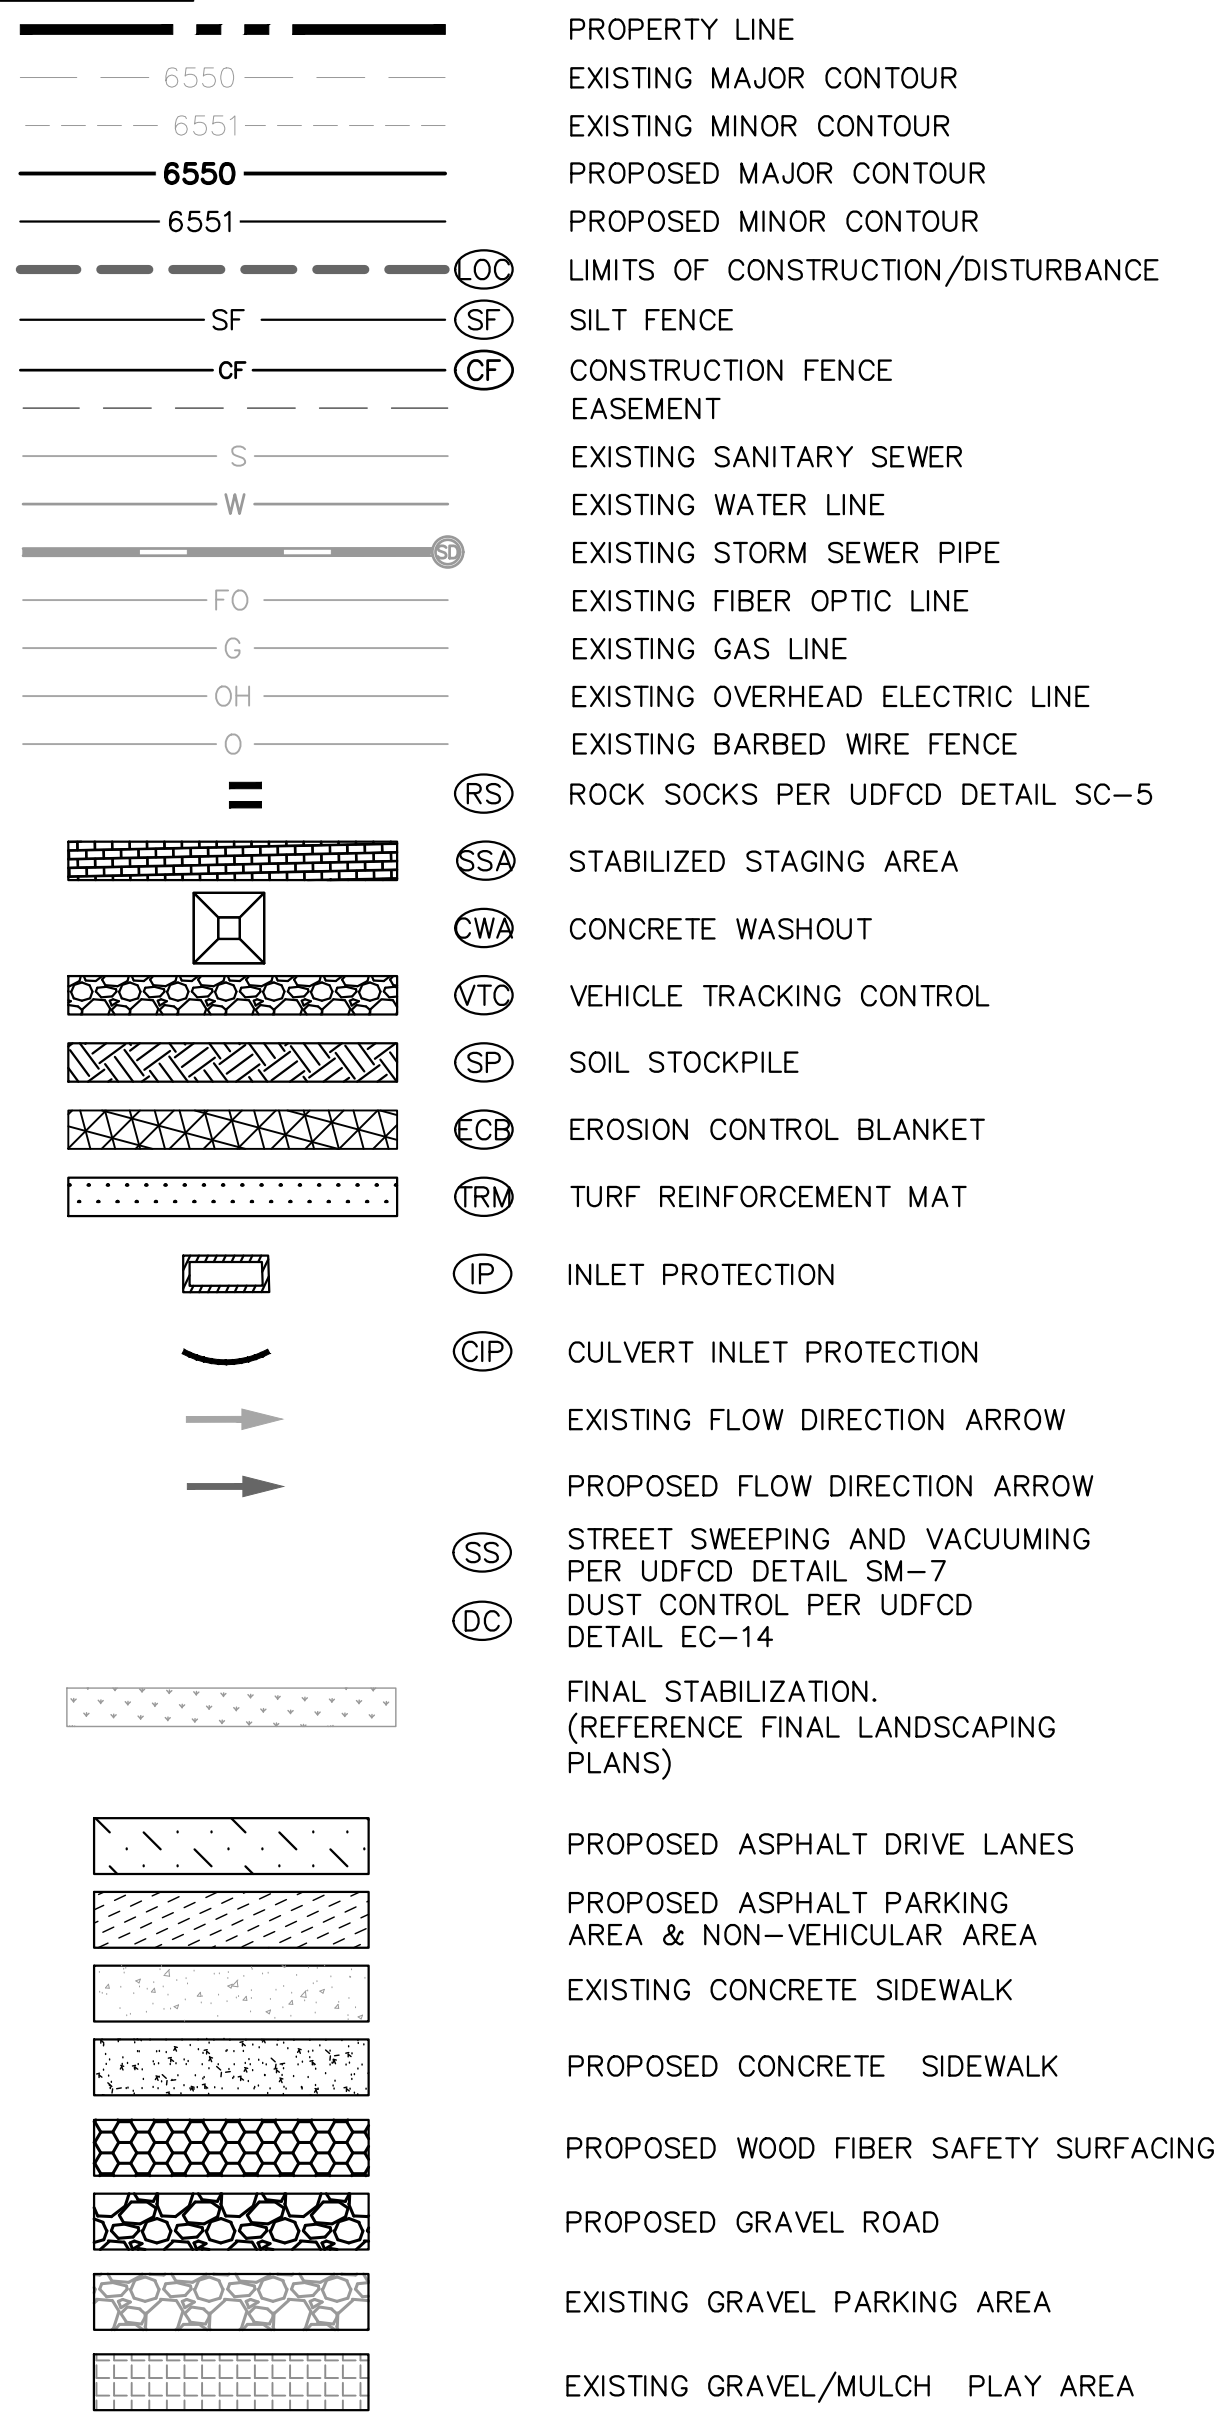 PROPERTY LINE
6550 EXISTING MAJOR CONTOUR
6551 EXISTING MINOR CONTOUR
6550 PROPOSED MAJOR CONTOUR
6551 PROPOSED MINOR CONTOUR
LOC LIMITS OF CONSTRUCTION/DISTURBANCE
SF SF SILT FENCE
CF CF CONSTRUCTION FENCE
EASEMENT
S EXISTING SANITARY SEWER
W EXISTING WATER LINE
SD EXISTING STORM SEWER PIPE
FO EXISTING FIBER OPTIC LINE
G EXISTING GAS LINE
OH EXISTING OVERHEAD ELECTRIC LINE
O EXISTING BARBED WIRE FENCE
RS ROCK SOCKS PER UDFCD DETAIL SC-5
SSA STABILIZED STAGING AREA
CWA CONCRETE WASHOUT
VTC VEHICLE TRACKING CONTROL
SP SOIL STOCKPILE
ECB EROSION CONTROL BLANKET
TRM TURF REINFORCEMENT MAT
IP INLET PROTECTION
CIP CULVERT INLET PROTECTION
EXISTING FLOW DIRECTION ARROW
PROPOSED FLOW DIRECTION ARROW
SS STREET SWEEPING AND VACUUMING
PER UDFCD DETAIL SM-7
DC DUST CONTROL PER UDFCD
DETAIL EC-14
FINAL STABILIZATION.
(REFERENCE FINAL LANDSCAPING
PLANS)
PROPOSED ASPHALT DRIVE LANES
PROPOSED ASPHALT PARKING
AREA & NON-VEHICULAR AREA
EXISTING CONCRETE SIDEWALK
PROPOSED CONCRETE SIDEWALK
PROPOSED WOOD FIBER SAFETY SURFACING
PROPOSED GRAVEL ROAD
EXISTING GRAVEL PARKING AREA
EXISTING GRAVEL/MULCH PLAY AREA